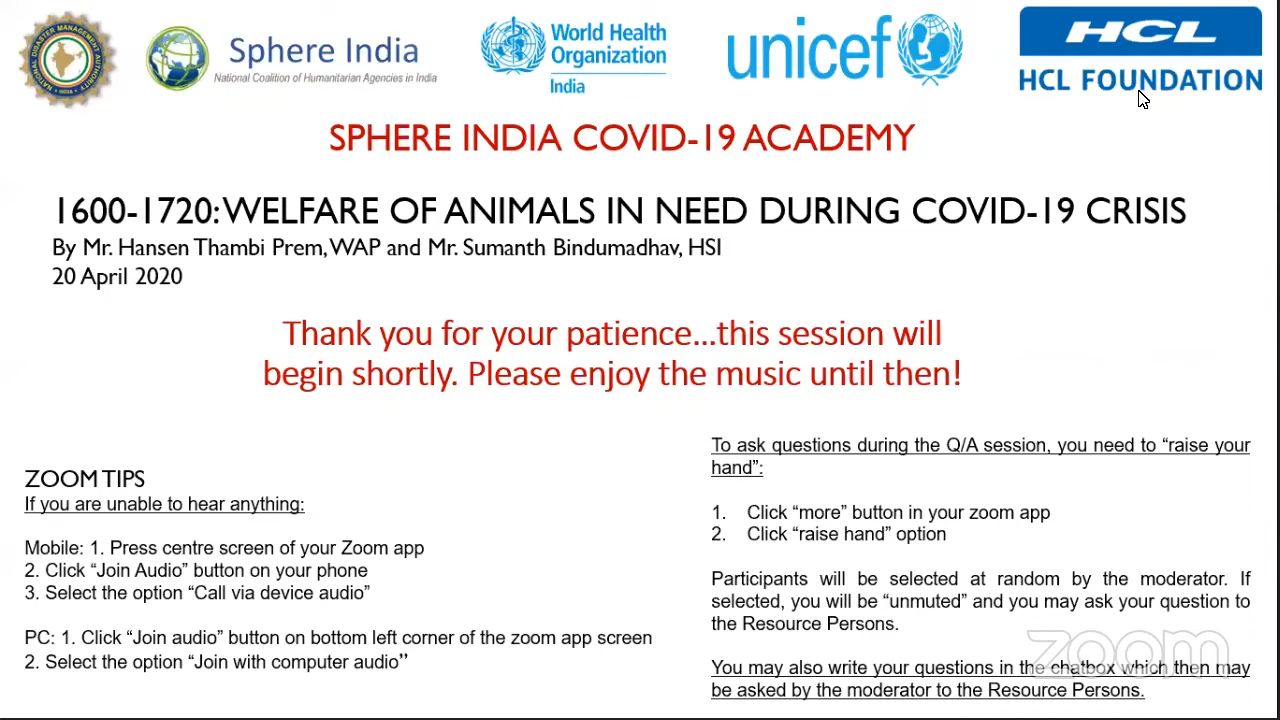 NATIONAL DISASTER MANAGEMENT AUTHORITY
Sphere India
National Coalition of Humanitarian Agencies in India
World Health
Organization
India
unicef
HCL
HCL FOUNDATION
SPHERE INDIA COVID-19 ACADEMY
1600-1720: WELFARE OF ANIMALS IN NEED DURING COVID-19 CRISIS
By Mr. Hansen Thambi Prem, WAP and Mr. Sumanth Bindumadhav, HSI
20 April 2020
Thank you for your patience...this session will
begin shortly. Please enjoy the music until then!
ZOOM TIPS
If you are unable to hear anything:
Mobile: 1. Press centre screen of your Zoom app
2. Click “Join Audio” button on your phone
3. Select the option “Call via device audio”
PC: 1. Click “Join audio” button on bottom left corner of the zoom app screen
2. Select the option “Join with computer audio”
To ask questions during the Q/A session, you need to “raise your
hand”:
1. Click “more” button in your zoom app
2. Click “raise hand” option
Participants will be selected at random by the moderator. If
selected, you will be “unmuted” and you may ask your question to
the Resource Persons.
You may also write your questions in the chatbox which then may
be asked by the moderator to the Resource Persons.
zoom